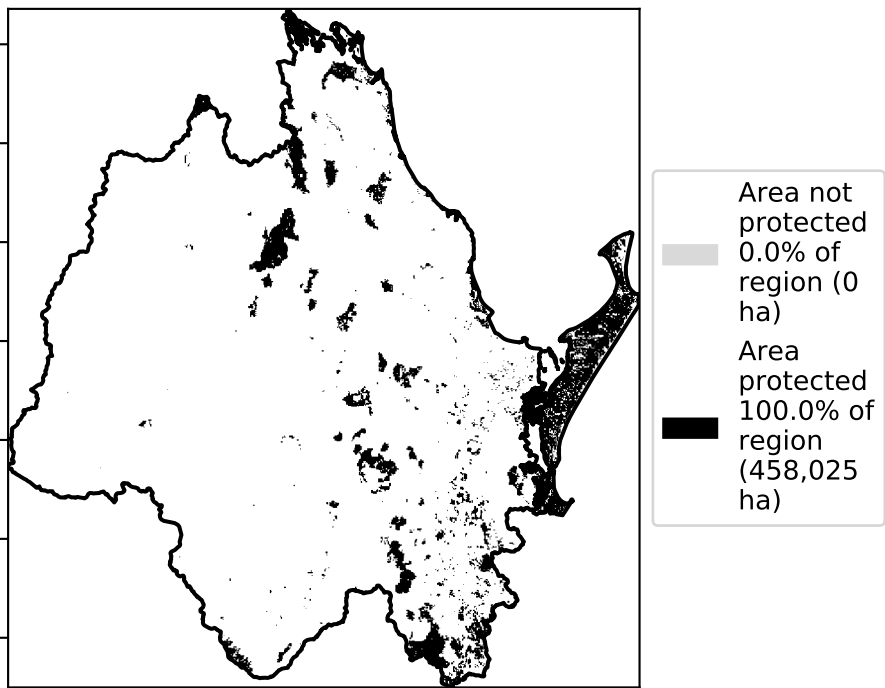 Area not
protected
0.0% of
region (0
ha)
Area
protected
100.0% of
region
(458,025
ha)